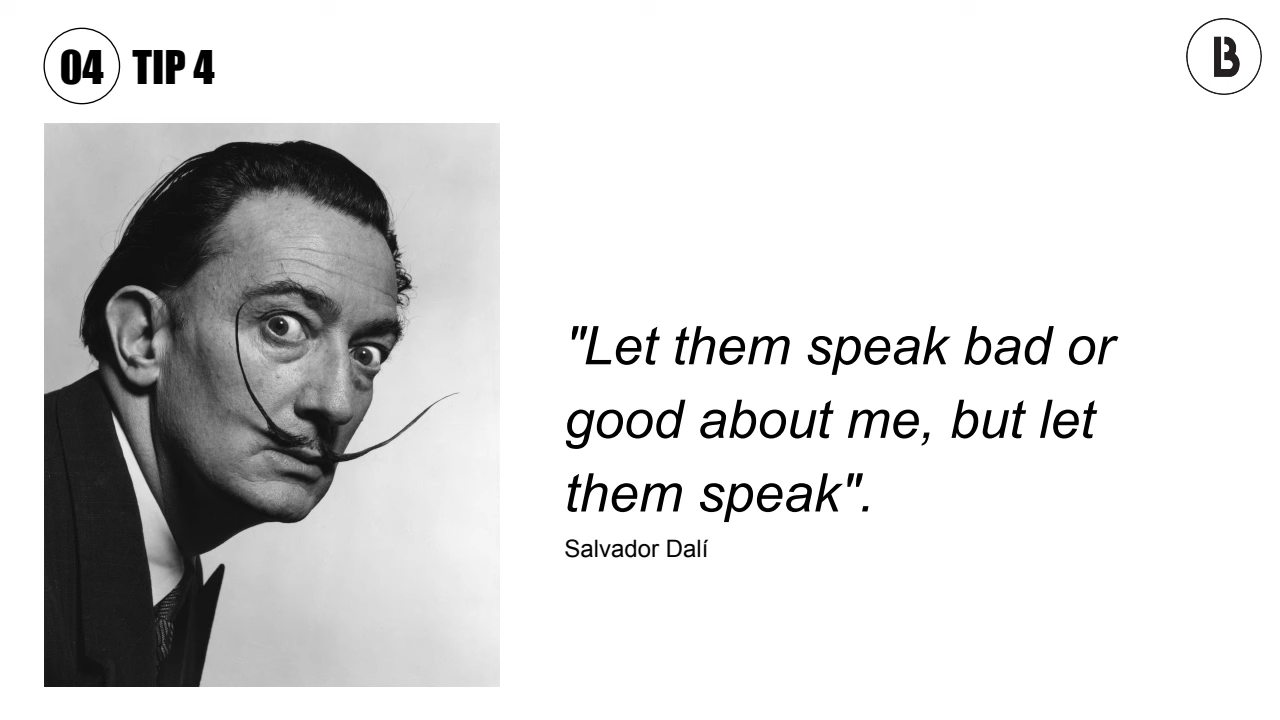 04 TIP 4
B
"Let them speak bad or
good about me, but let
them speak".
Salvador Dalí